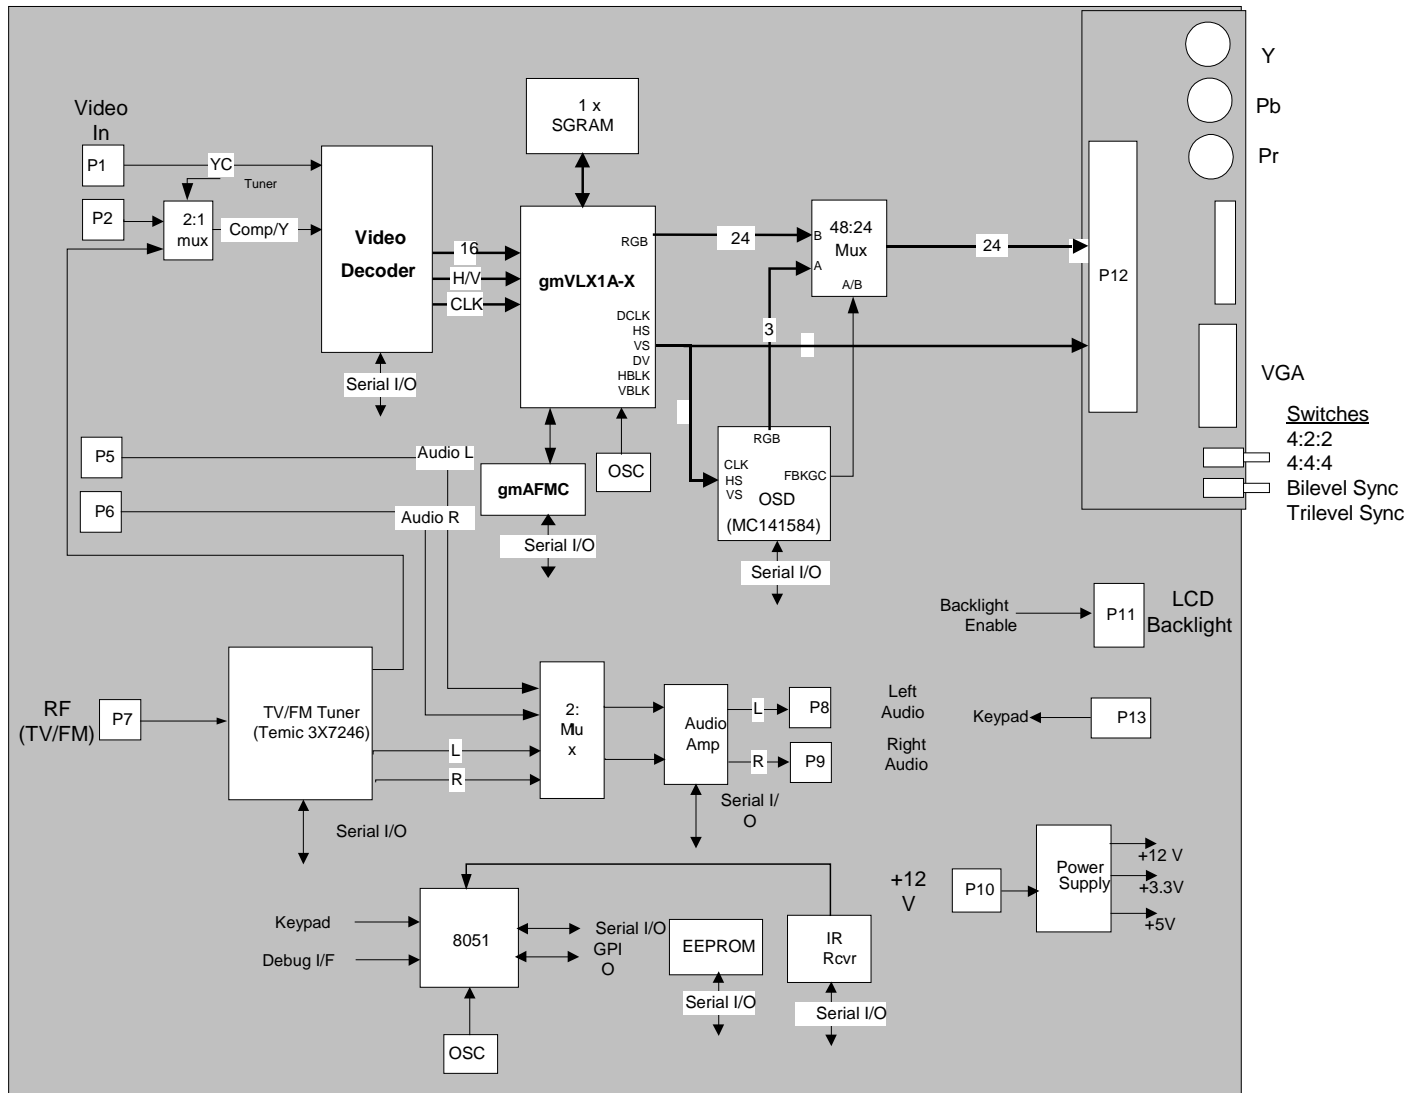 Y
Pb
Pr
Video
In
1 x
SGRAM
P1
YC
Tuner
P2
2:1
mux
Comp/Y
Video
Decoder
16
H/V
CLK
Serial I/O
RGB
gmVLX1A-X
DCLK
HS
VS
DV
HBLK
VBLK
24
B
48:24
Mux
A
A/B
24
3
P12
VGA
Switches
4:2:2
4:4:4
Bilevel Sync
Trilevel Sync
P5
Audio L
P6
Audio R
gmAFMC
OSC
Serial I/O
RGB
CLK
HS
VS
FBKGC
OSD
(MC141584)
Serial I/O
Backlight
Enable
P11
LCD
Backlight
RF
(TV/FM)
P7
TV/FM Tuner
(Temic 3X7246)
L
R
Serial I/O
2:
Mu
x
Audio
Amp
L
R
P8
P9
Left
Audio
Right
Audio
Serial I/
O
Keypad
P13
+12
V
P10
Power
Supply
+12 V
+3.3V
+5V
Keypad
Debug I/F
8051
Serial I/O
GPI
O
OSC
EEPROM
Serial I/O
IR
Rcvr
Serial I/O